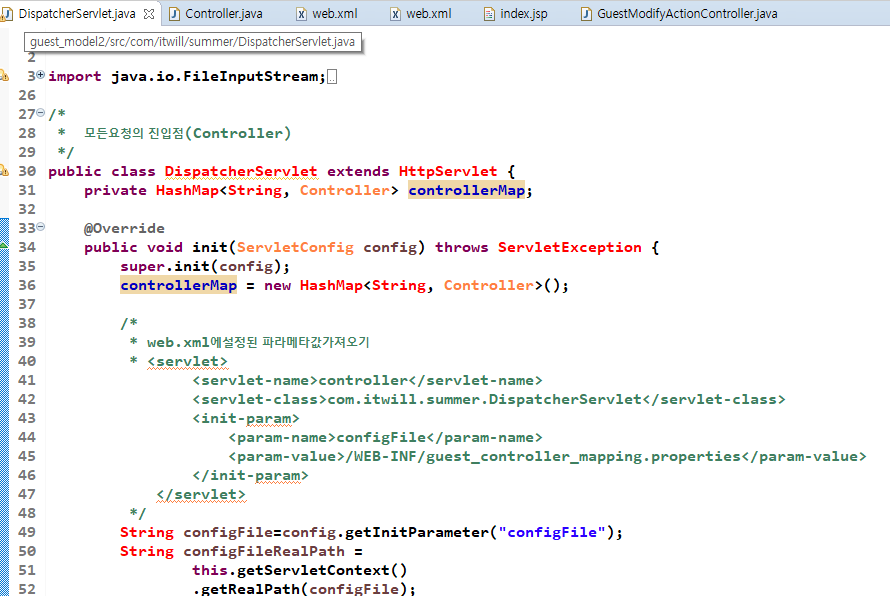 DispatcherServlet.java Controller.java web.xml web.xml index.jsp GuestModifyActionController.java
guest_model2/src/com/itwill/summer/DispatcherServlet.java
2
3 import java.io.FileInputStream;
26
27 /*
28  *  모든요청의 진입점(Controller)
29  */
30 public class DispatcherServlet extends HttpServlet {
31     private HashMap<String, Controller> controllerMap;
32
33     @Override
34     public void init(ServletConfig config) throws ServletException {
35         super.init(config);
36         controllerMap = new HashMap<String, Controller>();
37
38         /*
39          * web.xml에설정된 파라메타값가져오기
40          * <servlet>
41                 <servlet-name>controller</servlet-name>
42                 <servlet-class>com.itwill.summer.DispatcherServlet</servlet-class>
43                 <init-param>
44                     <param-name>configFile</param-name>
45                     <param-value>/WEB-INF/guest_controller_mapping.properties</param-value>
46                 </init-param>
47             </servlet>
48          */
49         String configFile=config.getInitParameter("configFile");
50         String configFileRealPath =
51                 this.getServletContext()
52                 .getRealPath(configFile);